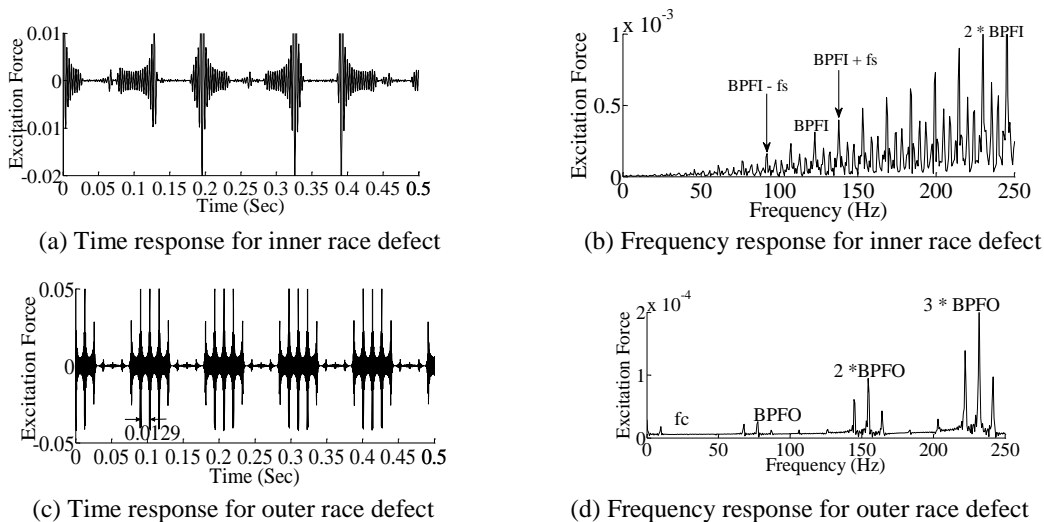 0.01
0
-0.01
-0.02
Excitation Force
0 0.05 0.1 0.15 0.2 0.25 0.3 0.35 0.4 0.45 0.5
Time (Sec)
(a) Time response for inner race defect
1 x 10⁻³
0.5
0
Excitation Force
BPFI - fs
BPFI
BPFI + fs
2 * BPFI
0 50 100 150 200 250
Frequency (Hz)
(b) Frequency response for inner race defect
0.05
0
-0.05
Excitation Force
0.0129
0 0.05 0.1 0.15 0.2 0.25 0.3 0.35 0.4 0.45 0.5
Time (Sec)
(c) Time response for outer race defect
2 x 10⁻⁴
1
0
Excitation Force
fc
BPFO
2 *BPFO
3 * BPFO
0 50 100 150 200 250
Frequency (Hz)
(d) Frequency response for outer race defect